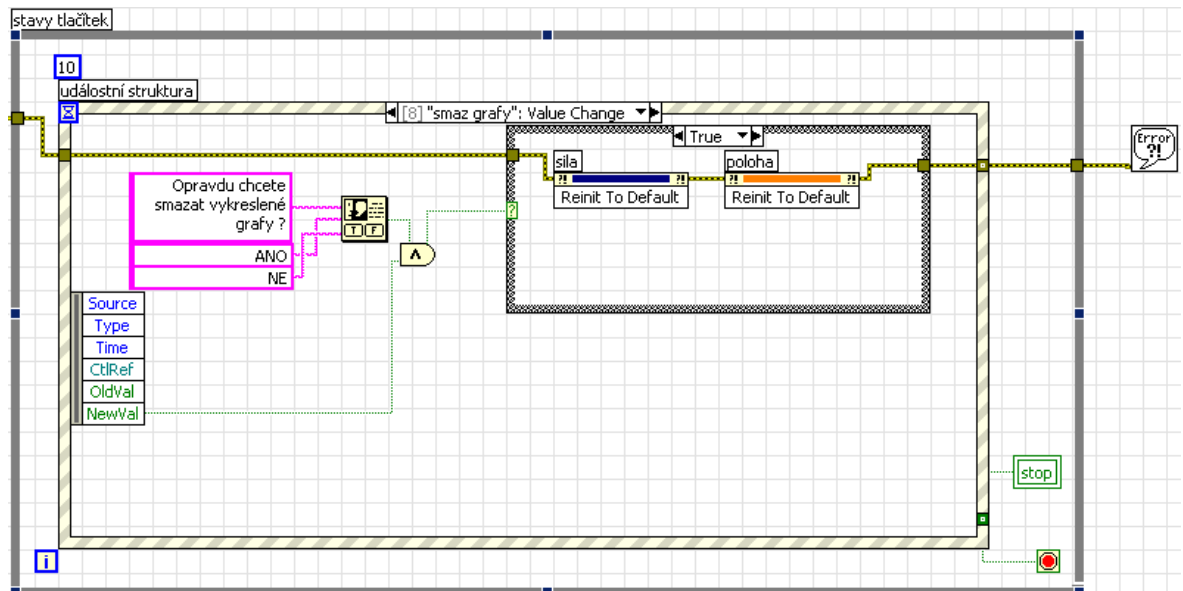 stavy tlačítek
10
událostní struktura
[8] "smaz grafy": Value Change
True
sila
poloha
Error
?!
?! ?!
?! ?!
Reinit To Default
Reinit To Default
Opravdu chcete
smazat vykreslené
grafy ?
T F
?
ANO
NE
Source
Type
Time
CtlRef
OldVal
NewVal
stop
i